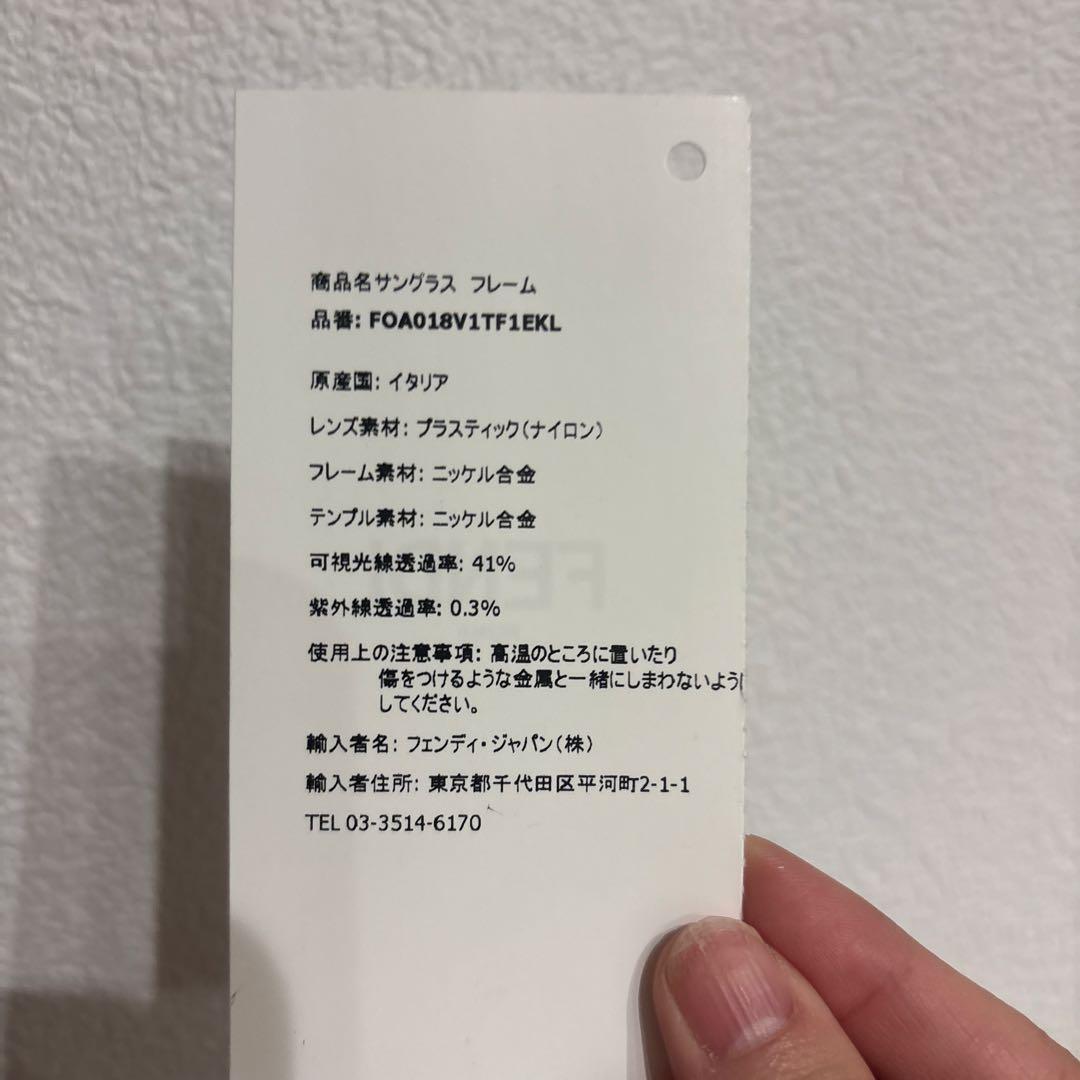 商品名サングラス フレーム
品番: FOA018V1TF1EKL
原産国: イタリア
レンズ素材: プラスティック(ナイロン)
フレーム素材: ニッケル合金
テンプル素材: ニッケル合金
可視光線透過率: 41%
紫外線透過率: 0.3%
使用上の注意事項: 高温のところに置いたり
傷をつけるような金属と一緒にしまわないように
してください。
輸入者名: フェンディ・ジャパン(株)
輸入者住所: 東京都千代田区平河町2-1-1
TEL 03-3514-6170